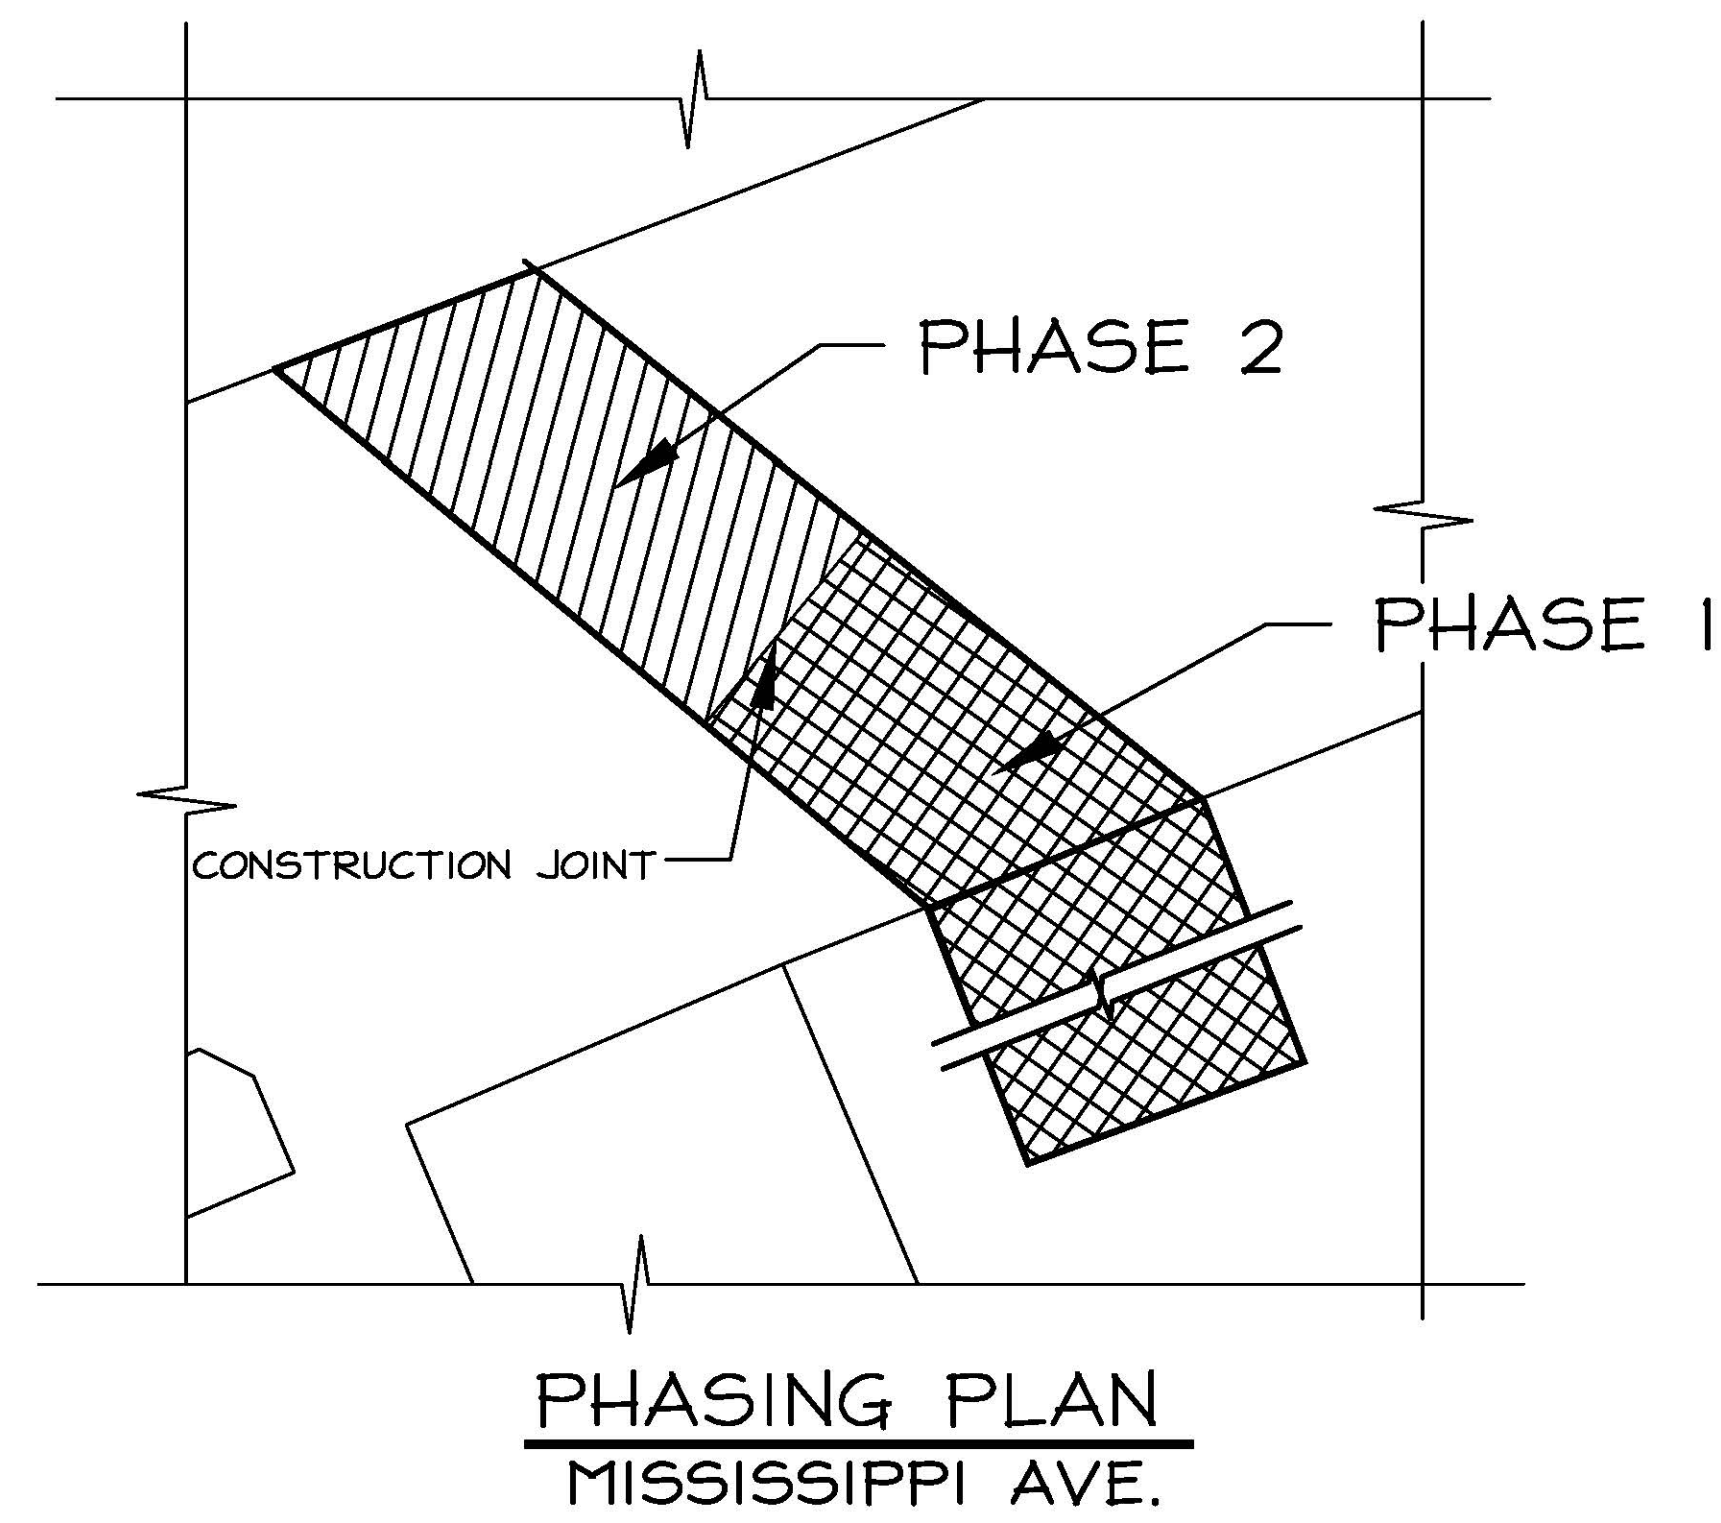 PHASE 2
PHASE 1
CONSTRUCTION JOINT
PHASING PLAN
MISSISSIPPI AVE.